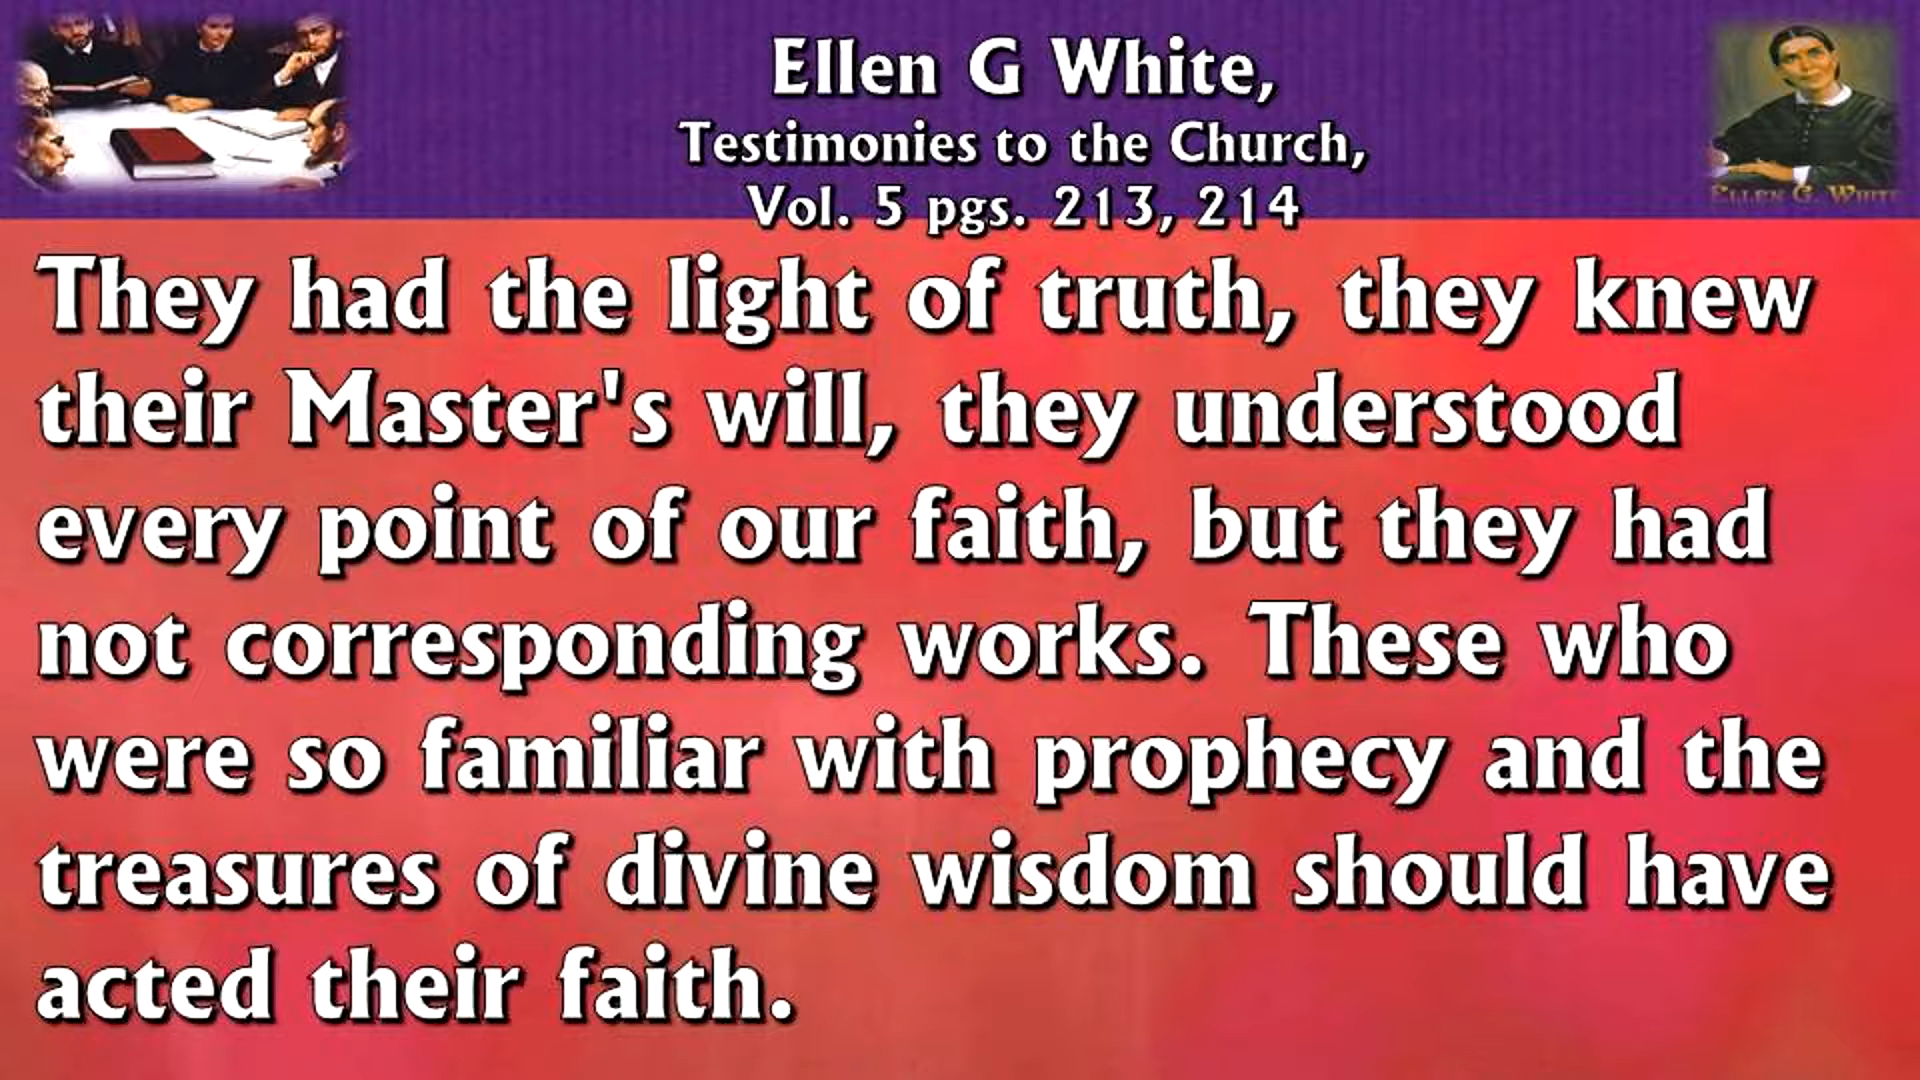 Ellen G White,
Testimonies to the Church,
Vol. 5 pgs. 213, 214
ELLEN G. WHITE
They had the light of truth, they knew
their Master's will, they understood
every point of our faith, but they had
not corresponding works. These who
were so familiar with prophecy and the
treasures of divine wisdom should have
acted their faith.